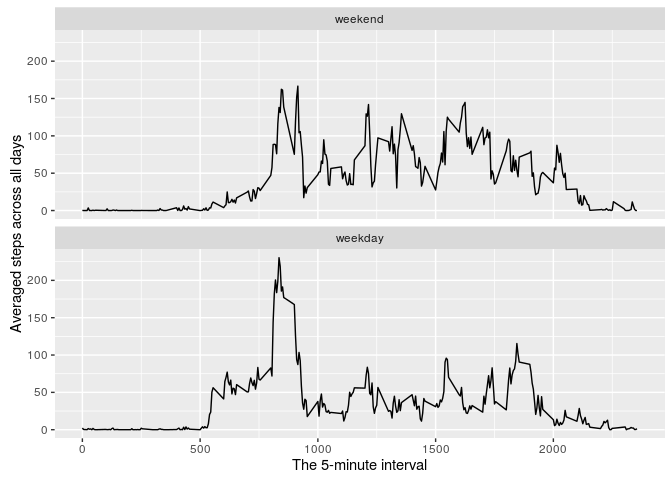 weekend
200
150
100
50
0
weekday
200
150
100
50
0
0 500 1000 1500 2000
The 5-minute interval
Averaged steps across all days